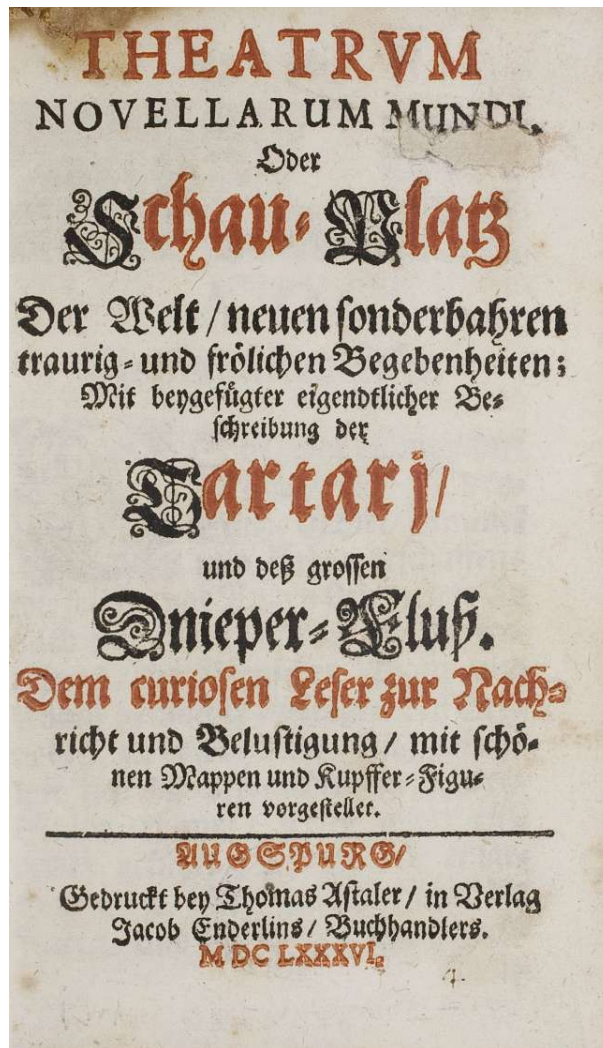 THEATRVM
NOVELLARUM MUNDI.
Oder
Schau-Platz
Der Welt / neuen sonderbahren
traurig- und frölichen Begebenheiten;
Mit beygefügter eigendtlicher Be-
schreibung der
Tartarj /
und deß grossen
Dnieper-Fluß.
Dem curiosen Leser zur Nach-
richt und Belustigung / mit schö-
nen Mappen und Kupffer-Figu-
ren vorgestellet.
AUGSPURG /
Gedruckt bey Thomas Astaler / in Verlag
Jacob Enderlins / Buchhandlers.
M DC LXXXVI.